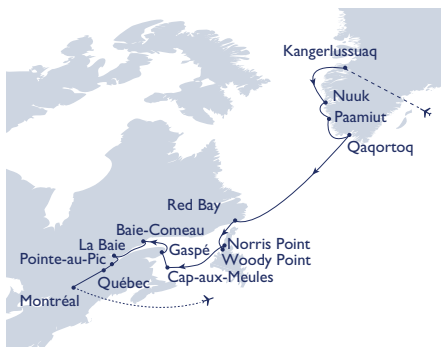 Kangerlussuaq
Nuuk
Paamiut
Qaqortoq
Red Bay
Baie-Comeau
Norris Point
La Baie
Gaspé
Woody Point
Pointe-au-Pic
Cap-aux-Meules
Québec
Montréal